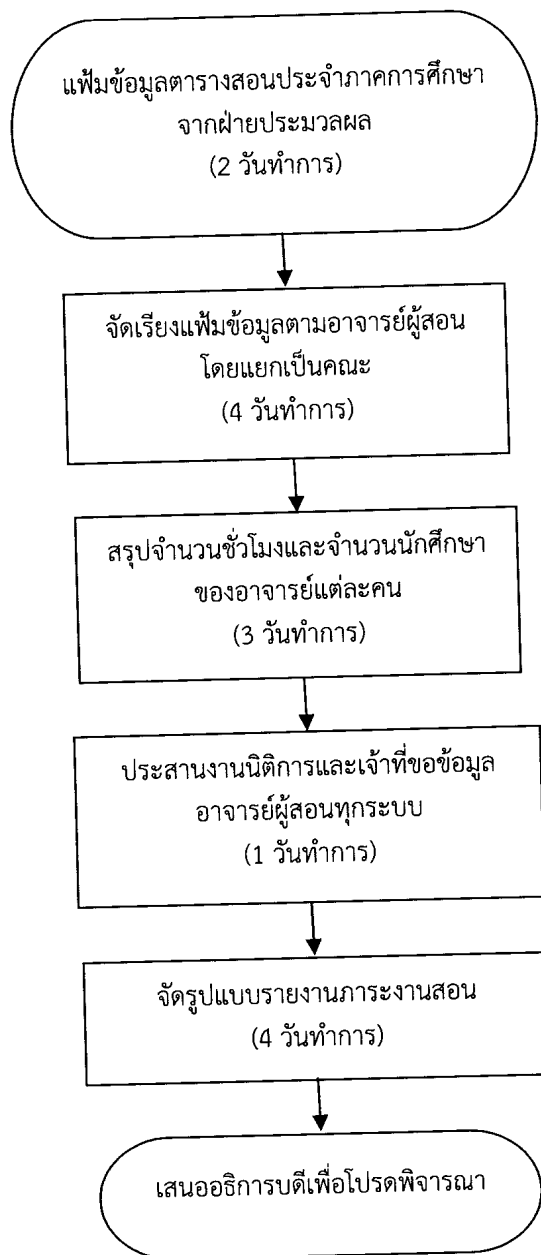 แฟ้มข้อมูลตารางสอนประจำภาคการศึกษา
จากฝ่ายประมวลผล
(2 วันทำการ)
จัดเรียงแฟ้มข้อมูลตามอาจารย์ผู้สอน
โดยแยกเป็นคณะ
(4 วันทำการ)
สรุปจำนวนชั่วโมงและจำนวนนักศึกษา
ของอาจารย์แต่ละคน
(3 วันทำการ)
ประสานงานนิติการและเจ้าที่ขอข้อมูล
อาจารย์ผู้สอนทุกระบบ
(1 วันทำการ)
จัดรูปแบบรายงานภาระงานสอน
(4 วันทำการ)
เสนออธิการบดีเพื่อโปรดพิจารณา